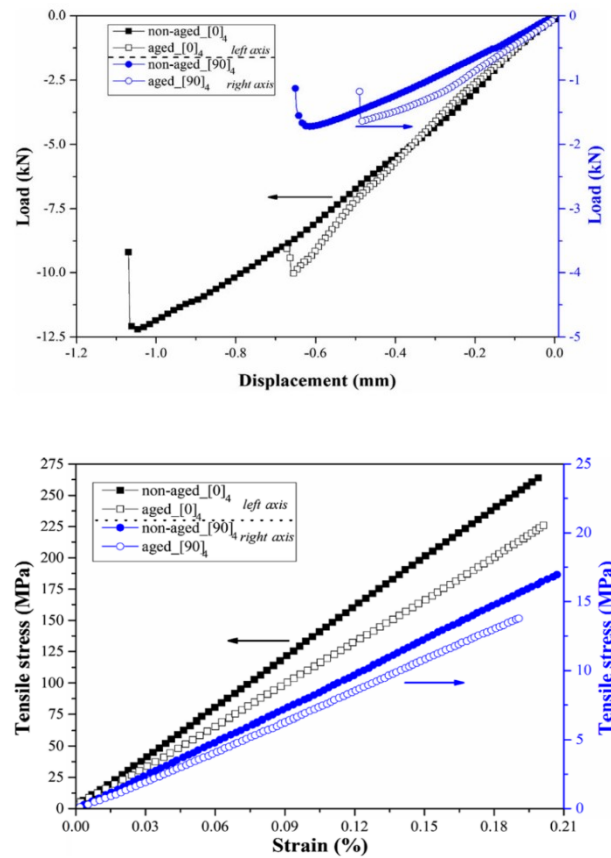 non-aged_[0]4
aged_[0]4 left axis
non-aged_[90]4
aged_[90]4 right axis
0.0
-2.5
-5.0
-7.5
-10.0
-12.5
Load (kN)
0
-1
-2
-3
-4
-5
Load (kN)
-1.2 -1.0 -0.8 -0.6 -0.4 -0.2 0.0
Displacement (mm)
non-aged_[0]4
aged_[0]4 left axis
non-aged_[90]4 right axis
aged_[90]4
275
250
225
200
175
150
125
100
75
50
25
0
Tensile stress (MPa)
25
20
15
10
5
0
Tensile stress (MPa)
0.00 0.03 0.06 0.09 0.12 0.15 0.18 0.21
Strain (%)